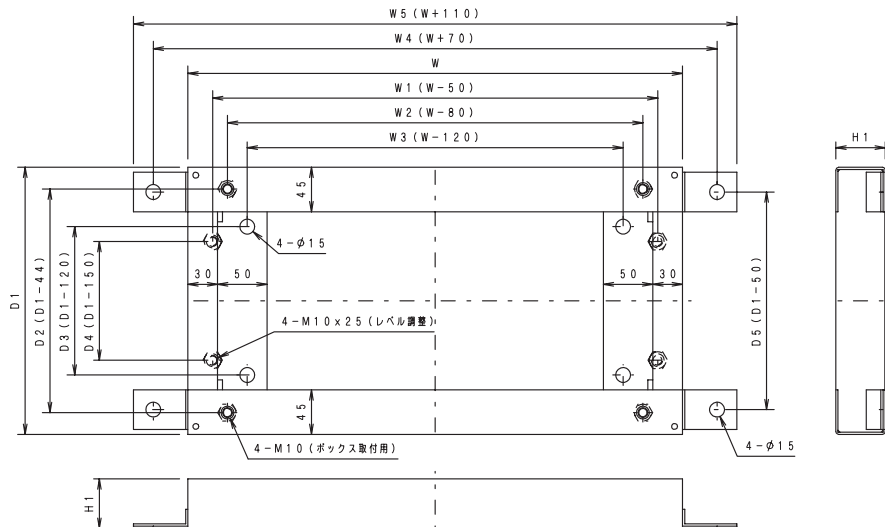 W5(W+110)
W4(W+70)
W
W1(W-50)
W2(W-80)
W3(W-120)
H1
45
4-φ15
30
50
50
30
D1
D2(D1-44)
D3(D1-120)
D4(D1-150)
D5(D1-50)
4-M10x25(レベル調整)
45
4-M10(ボックス取付用)
4-φ15
H1